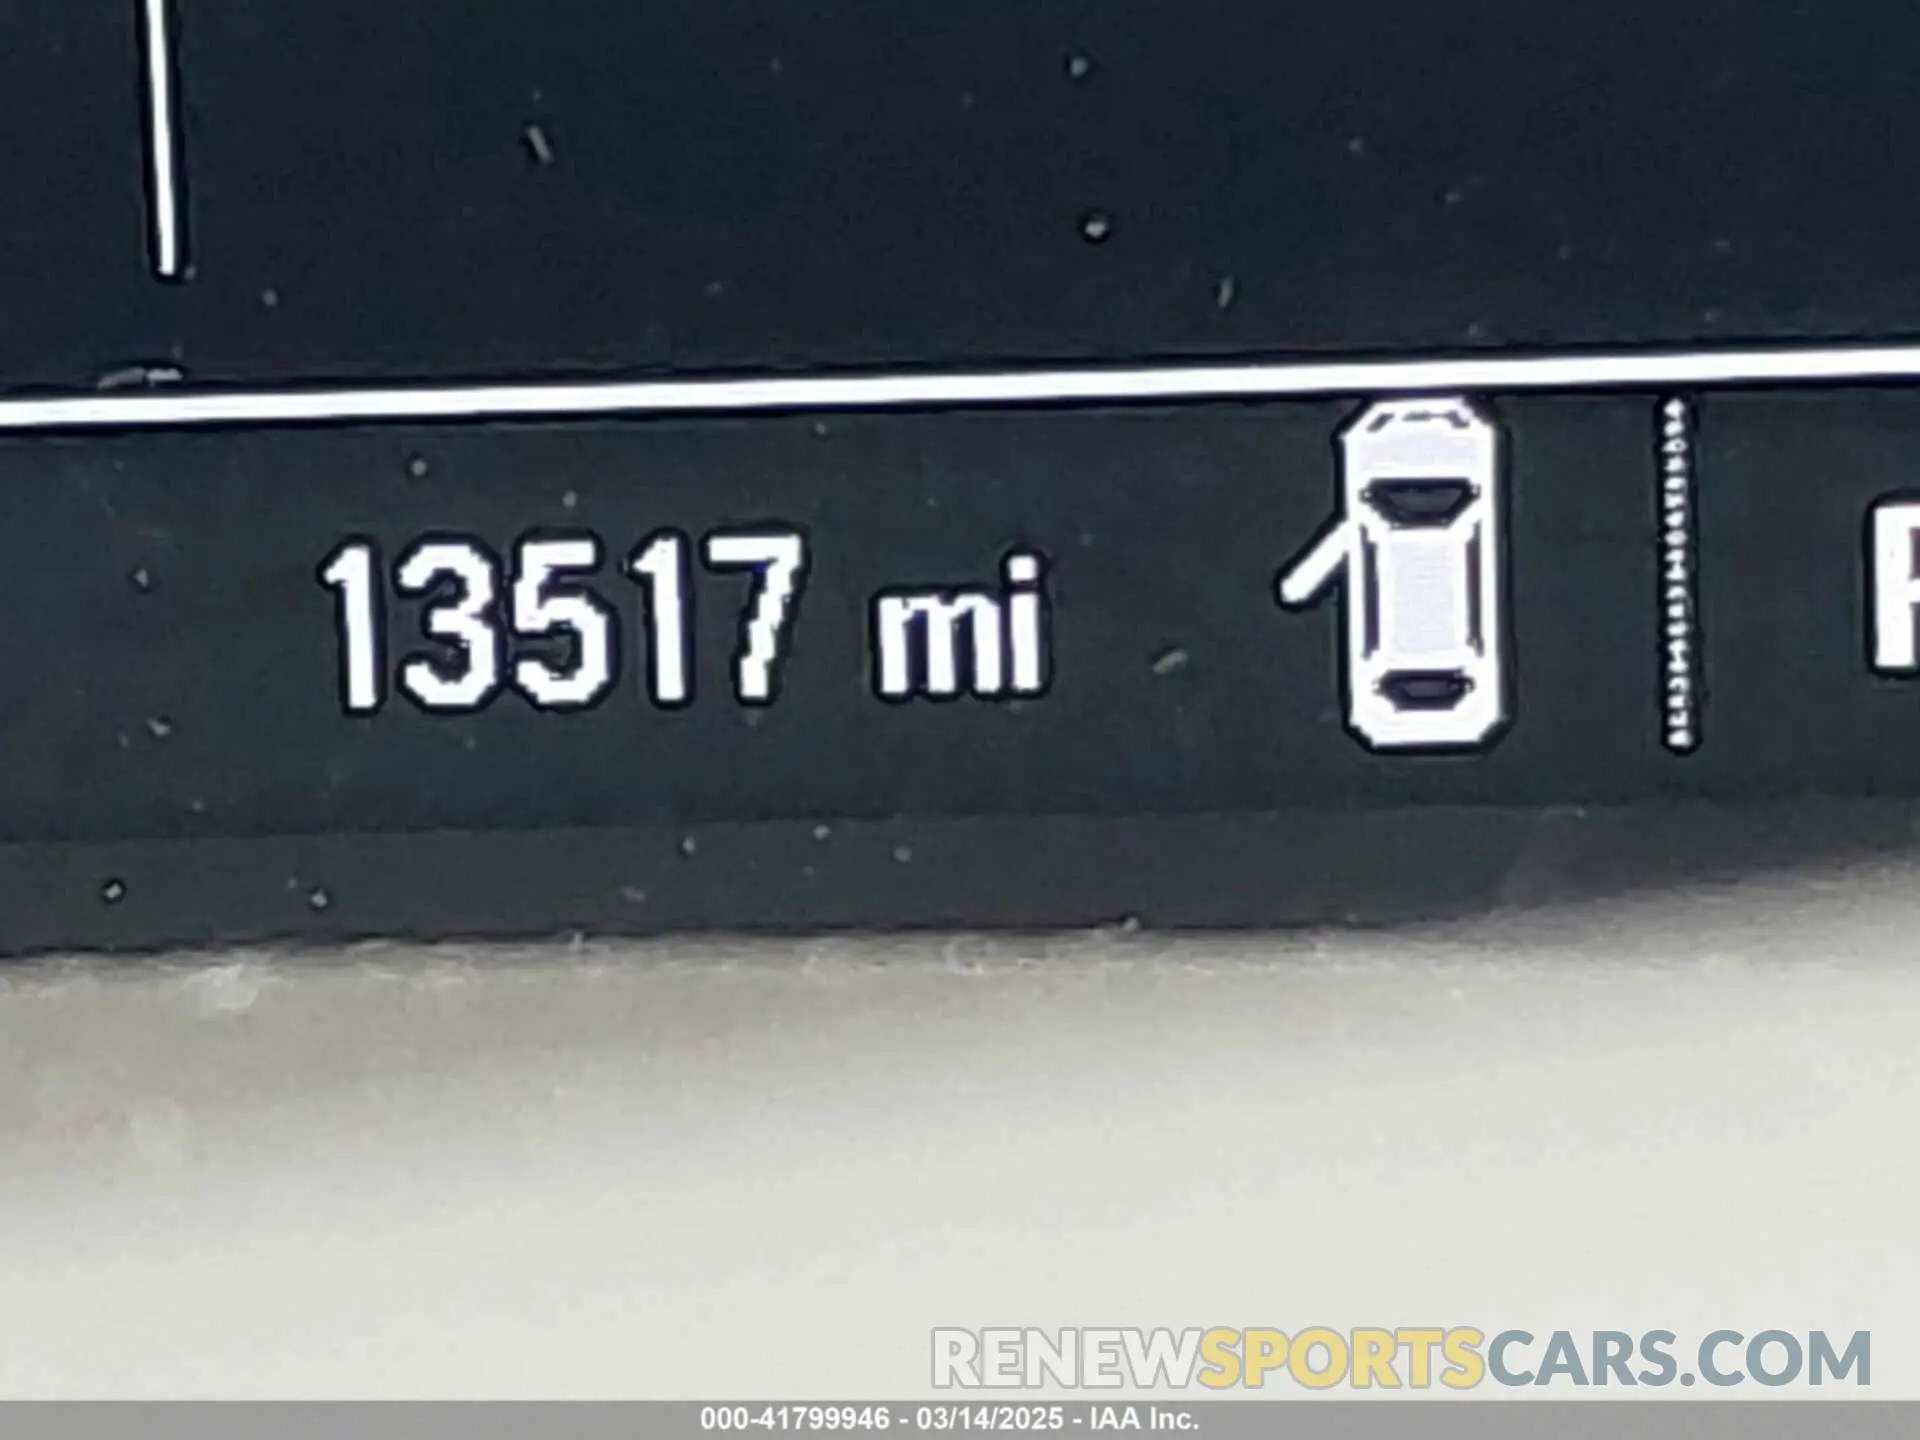 13517 mi P
RENEWSPORTSCARS.COM
000-41799946 - 03/14/2025 - IAA Inc.